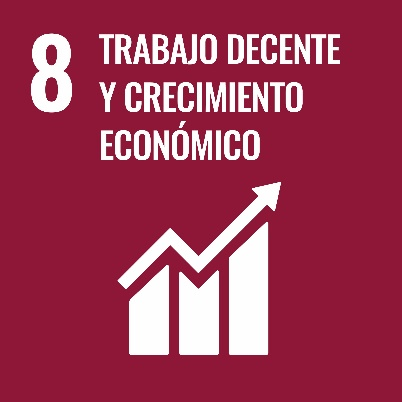 8
TRABAJO DECENTE
Y CRECIMIENTO
ECONÓMICO